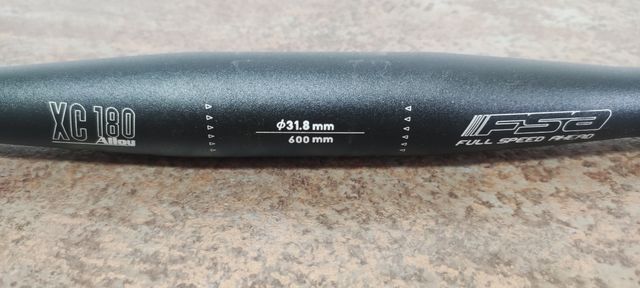 XC 180
Alloy
Φ31.8 mm
600 mm
FSA
FULL SPEED AHEAD